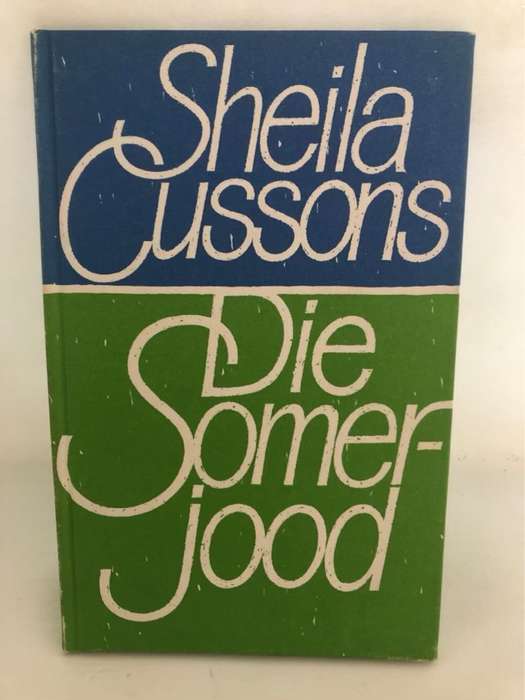 Sheila
Cussons
Die
Somer-
jood